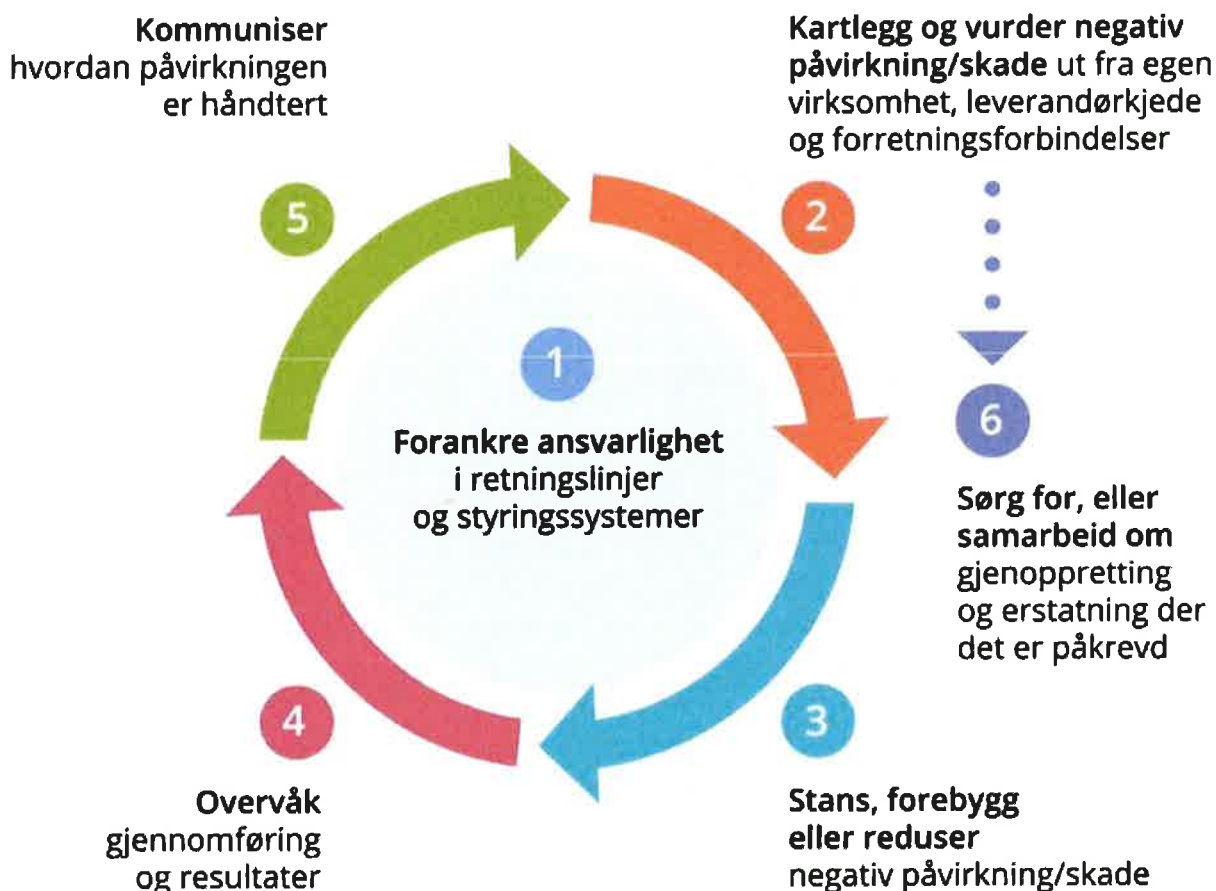 Kommuniser
hvordan påvirkningen
er håndtert
5
Kartlegg og vurder negativ
påvirkning/skade ut fra egen
virksomhet, leverandørkjede
og forretningsforbindelser
2
1
Forankre ansvarlighet
i retningslinjer
og styringssystemer
6
Sørg for, eller
samarbeid om
gjenoppretting
og erstatning der
det er påkrevd
4
Overvåk
gjennomføring
og resultater
3
Stans, forebygg
eller reduser
negativ påvirkning/skade